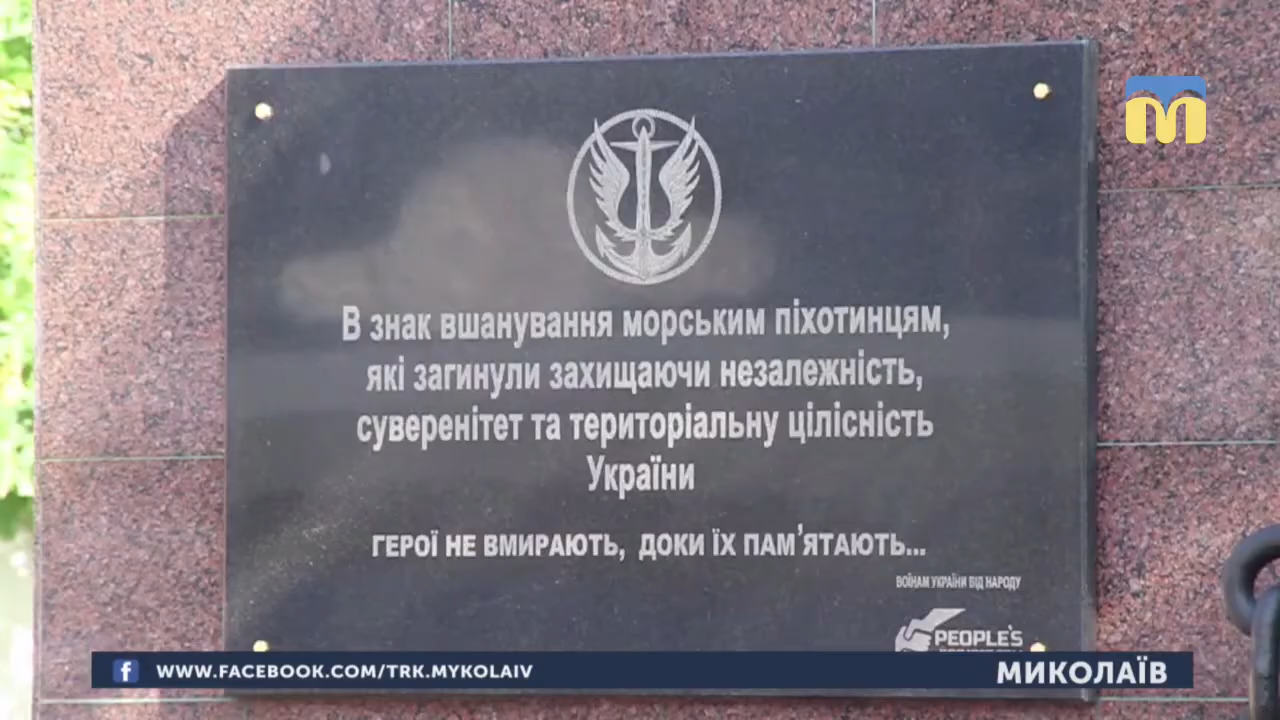 В знак вшанування морським піхотинцям,
які загинули захищаючи незалежність,
суверенітет та територіальну цілісність
України
ГЕРОЇ НЕ ВМИРАЮТЬ, ДОКИ ЇХ ПАМ’ЯТАЮТЬ...
ВОЇНАМ УКРАЇНИ ВІД НАРОДУ
PEOPLE'S
WWW.FACEBOOK.COM/TRK.MYKOLAIV
МИКОЛАЇВ